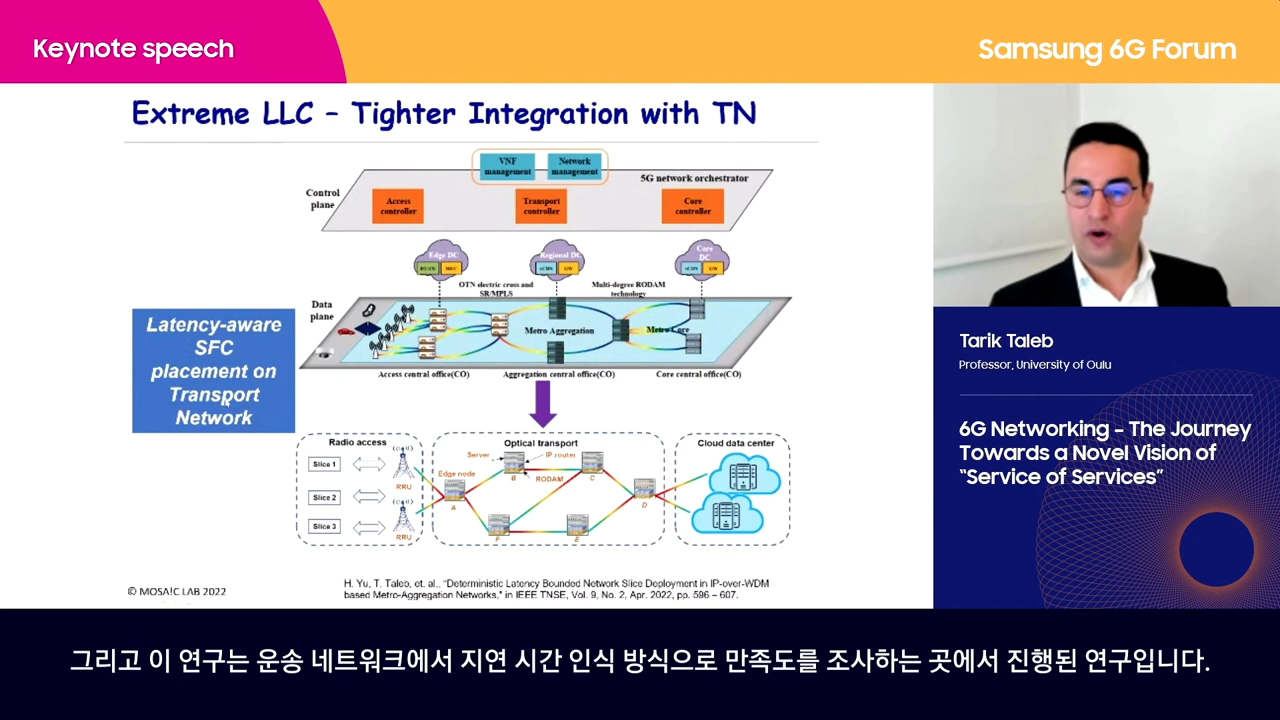 Keynote speech
Samsung 6G Forum
Extreme LLC – Tighter Integration with TN
VNF
management
Network
management
5G network orchestrator
Control
plane
Access
controller
Transport
controller
Core
controller
Edge DC
Regional DC
Core
DC
OTN electric cross and
SR/MPLS
Multi-degree RODAM
technology
Data
plane
Metro Aggregation
Metro Core
Access central office(CO)
Aggregation central office(CO)
Core central office(CO)
Latency-aware
SFC
placement on
Transport
Network
Radio access
Optical transport
Cloud data center
Slice 1
Slice 2
Slice 3
RRU
RRU
Server
IP router
RODAM
Edge node
A
B
C
D
E
F
© MOSA!C LAB 2022
H. Yu, T. Taleb, et. al., "Deterministic Latency Bounded Network Slice Deployment in IP-over-WDM
based Metro-Aggregation Networks," in IEEE TNSE, Vol. 9, No. 2, Apr. 2022, pp. 596 – 607.
Tarik Taleb
Professor, University of Oulu
6G Networking – The Journey
Towards a Novel Vision of
“Service of Services”
그리고 이 연구는 운송 네트워크에서 지연 시간 인식 방식으로 만족도를 조사하는 곳에서 진행된 연구입니다.